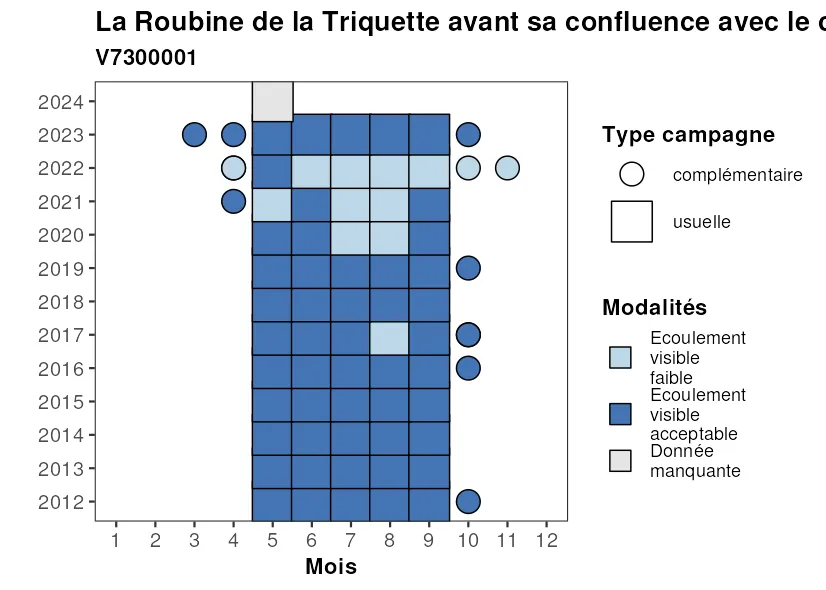 La Roubine de la Triquette avant sa confluence avec le
V7300001
2024
2023
2022
2021
2020
2019
2018
2017
2016
2015
2014
2013
2012
1 2 3 4 5 6 7 8 9 10 11 12
Mois
Type campagne
complémentaire
usuelle
Modalités
Ecoulement
visible
faible
Ecoulement
visible
acceptable
Donnée
manquante